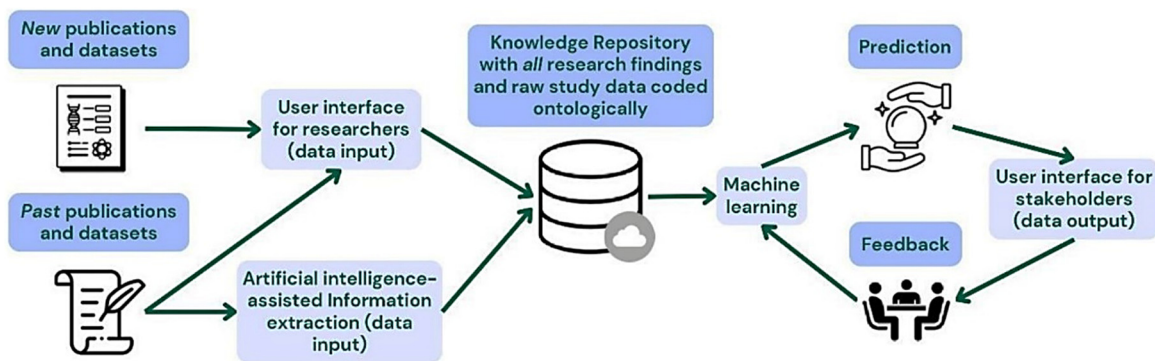 New publications
and datasets
Past publications
and datasets
User interface
for researchers
(data input)
Artificial intelligence-
assisted Information
extraction (data
input)
Knowledge Repository
with all research findings
and raw study data coded
ontologically
Machine
learning
Prediction
User interface for
stakeholders
(data output)
Feedback